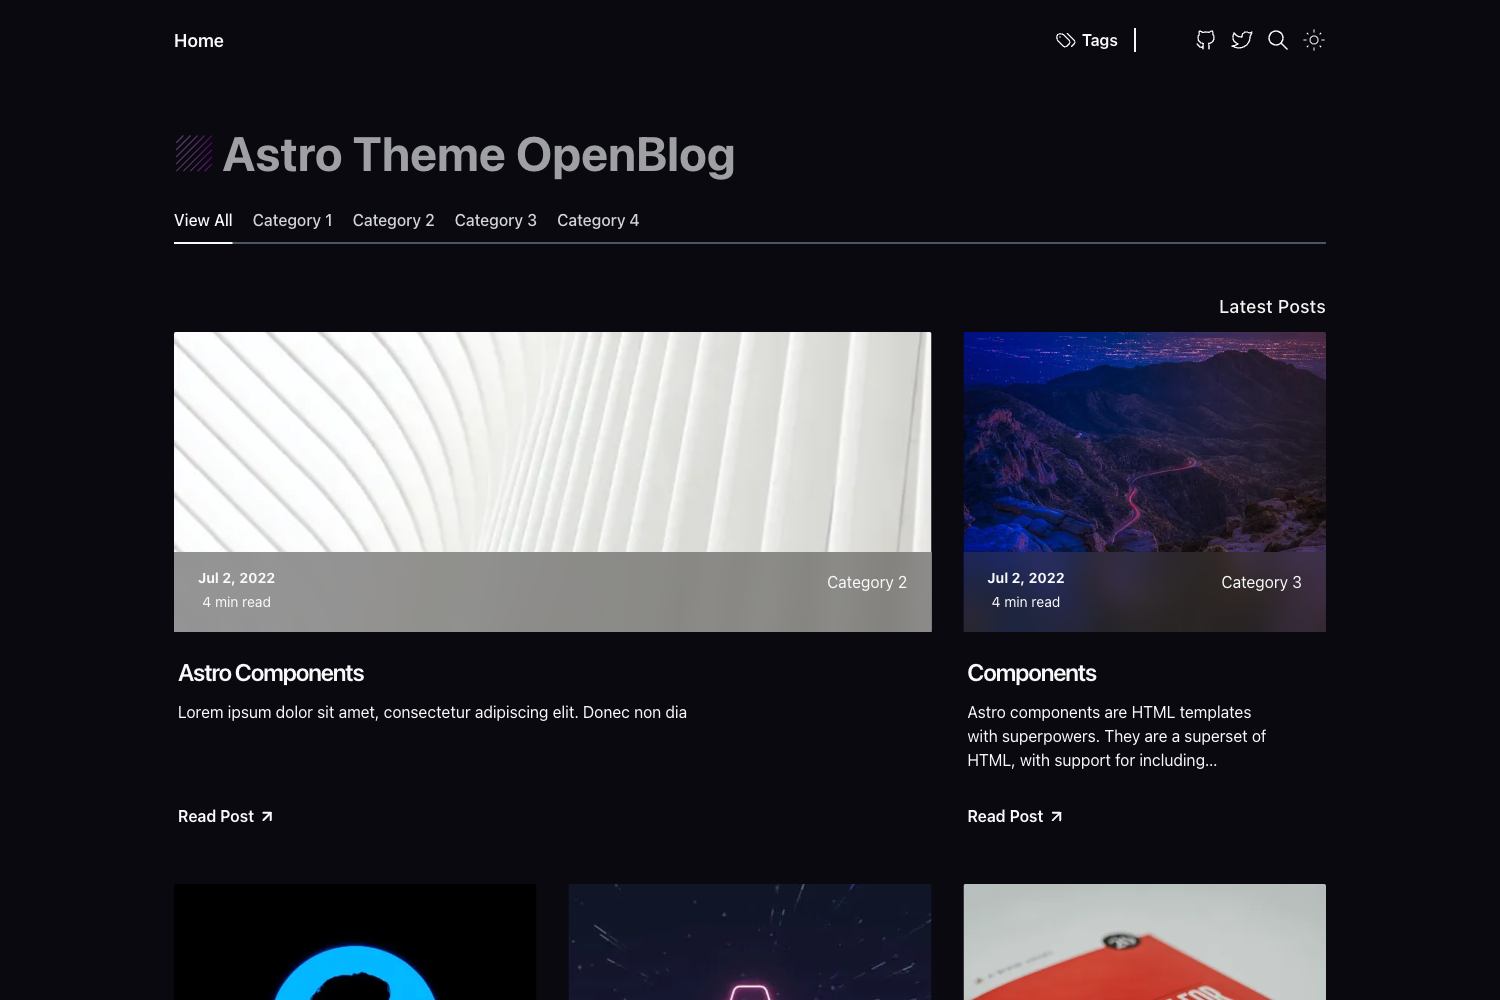 Home
Tags
Astro Theme OpenBlog
View All
Category 1
Category 2
Category 3
Category 4
Latest Posts
Jul 2, 2022
4 min read
Category 2
Astro Components
Lorem ipsum dolor sit amet, consectetur adipiscing elit. Donec non dia
Read Post
Jul 2, 2022
4 min read
Category 3
Components
Astro components are HTML templates
with superpowers. They are a superset of
HTML, with support for including...
Read Post
FOR